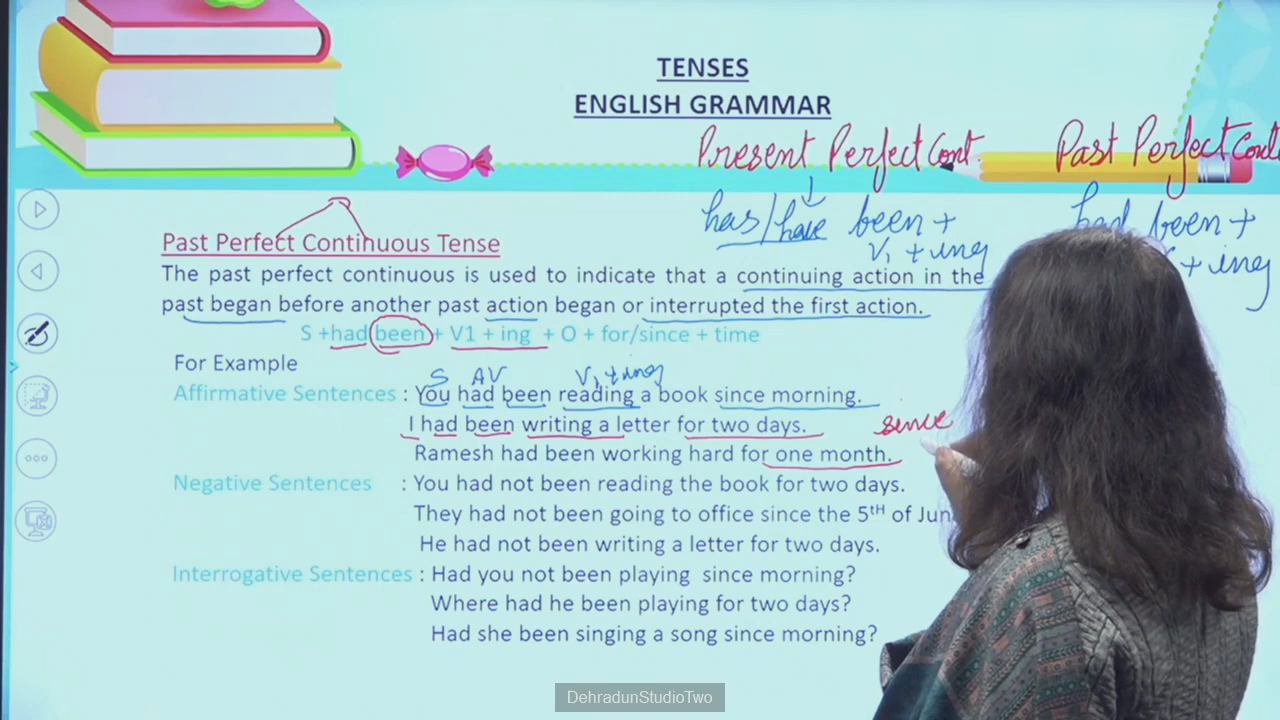 TENSES
ENGLISH GRAMMAR
Present Perfect Cont.
Past Perfect Conti
has/have been +
V1 + ing
had been +
+ ing
Past Perfect Continuous Tense
The past perfect continuous is used to indicate that a continuing action in the
past began before another past action began or interrupted the first action.
S +had been + V1 + ing + O + for/since + time
For Example
S AV V1 + ing
Affirmative Sentences : You had been reading a book since morning.
I had been writing a letter for two days.
since
Ramesh had been working hard for one month.
Negative Sentences : You had not been reading the book for two days.
They had not been going to office since the 5TH of Jun
He had not been writing a letter for two days.
Interrogative Sentences : Had you not been playing since morning?
Where had he been playing for two days?
Had she been singing a song since morning?
DehradunStudioTwo